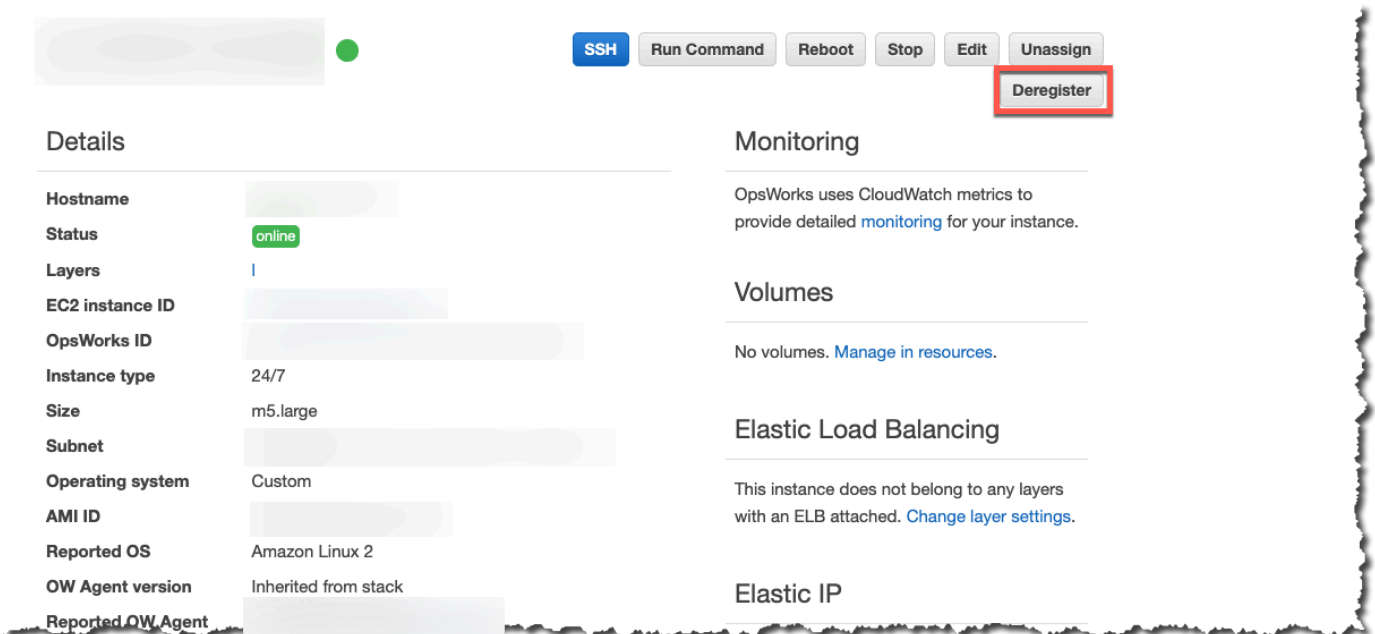 SSH Run Command Reboot Stop Edit Unassign
Deregister
Details
Hostname
Status online
Layers l
EC2 instance ID
OpsWorks ID
Instance type 24/7
Size m5.large
Subnet
Operating system Custom
AMI ID
Reported OS Amazon Linux 2
OW Agent version Inherited from stack
Reported OW Agent
Monitoring
OpsWorks uses CloudWatch metrics to
provide detailed monitoring for your instance.
Volumes
No volumes. Manage in resources.
Elastic Load Balancing
This instance does not belong to any layers
with an ELB attached. Change layer settings.
Elastic IP